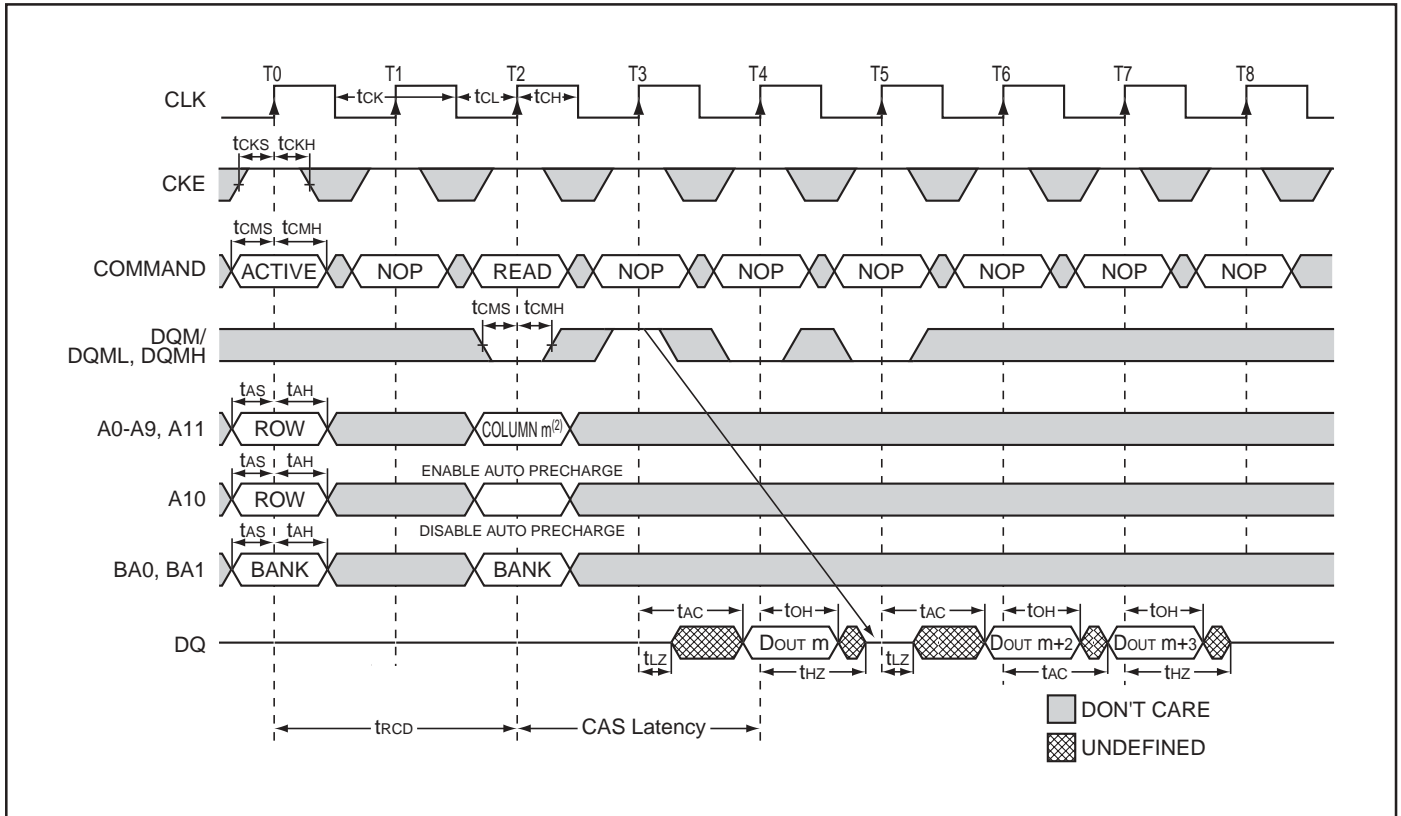 T0 T1 T2 T3 T4 T5 T6 T7 T8
CLK tCK tCL tCH
tCKS tCKH
CKE
tCMS tCMH
COMMAND ACTIVE NOP READ NOP NOP NOP NOP NOP NOP
tCMS tCMH
DQM/
DQML, DQMH
tAS tAH
A0-A9, A11 ROW COLUMN m(2)
tAS tAH ENABLE AUTO PRECHARGE
A10 ROW
tAS tAH DISABLE AUTO PRECHARGE
BA0, BA1 BANK BANK
tAC tOH tAC tOH tOH
DQ DOUT m DOUT m+2 DOUT m+3
tLZ tHZ tLZ tAC tHZ
DON'T CARE
tRCD CAS Latency
UNDEFINED